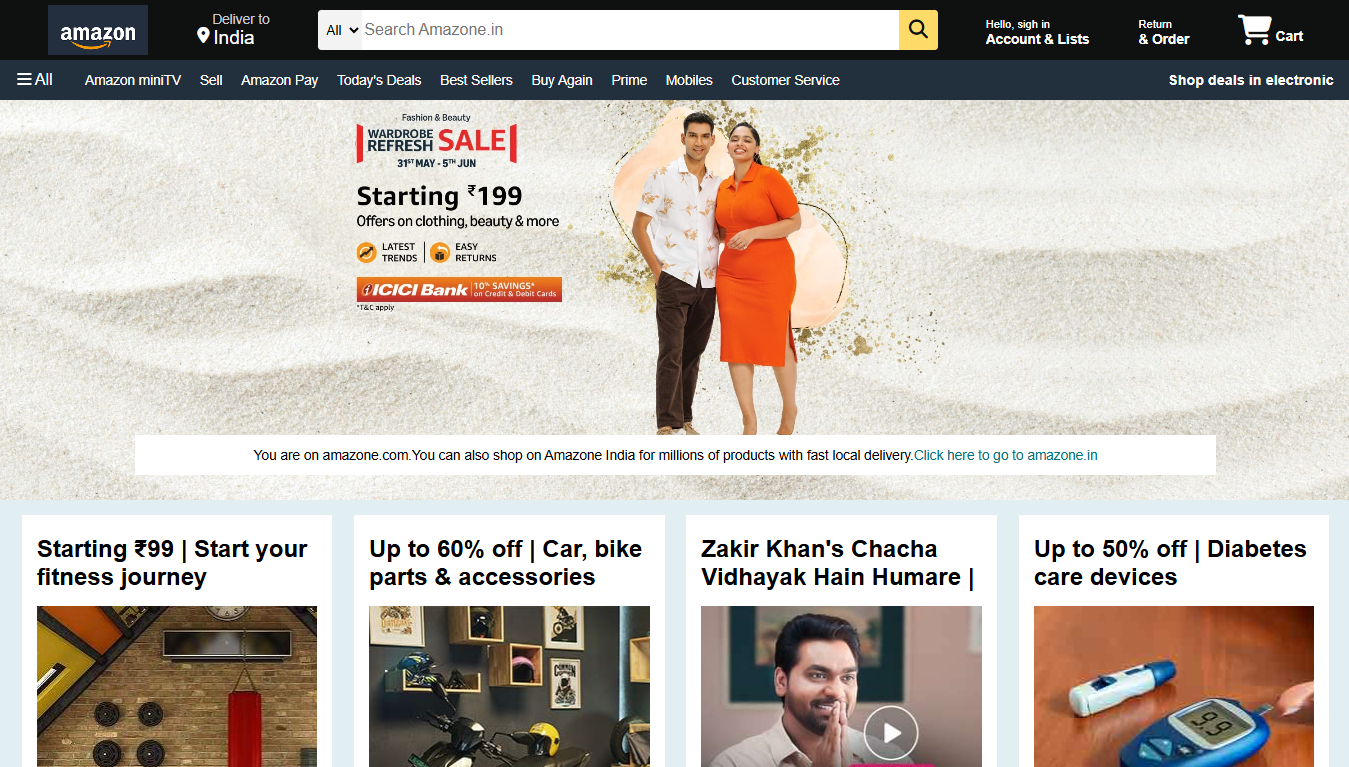 amazon
Deliver to
India
All
Search Amazone.in
Hello, sigh in
Account & Lists
Return
& Order
Cart
All
Amazon miniTV
Sell
Amazon Pay
Today's Deals
Best Sellers
Buy Again
Prime
Mobiles
Customer Service
Shop deals in electronic
Fashion & Beauty
WARDROBE
REFRESH SALE
31ST MAY - 5TH JUN
Starting ₹199
Offers on clothing, beauty & more
LATEST
TRENDS
EASY
RETURNS
ICICI Bank
10% SAVINGS*
on Credit & Debit Cards
*T&C apply
You are on amazone.com.You can also shop on Amazone India for millions of products with fast local delivery.Click here to go to amazone.in
Starting ₹99 | Start your
fitness journey
Up to 60% off | Car, bike
parts & accessories
Zakir Khan's Chacha
Vidhayak Hain Humare |
Up to 50% off | Diabetes
care devices
99